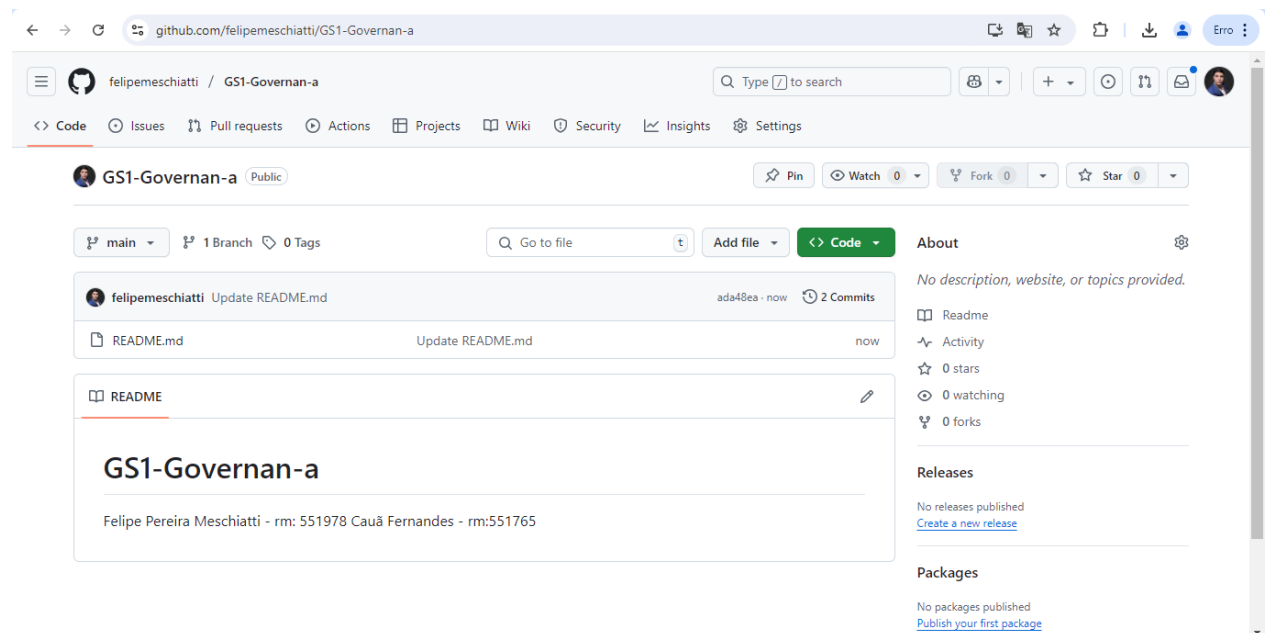 github.com/felipemeschiatti/GS1-Governan-a
Erro
felipemeschiatti / GS1-Governan-a
Type / to search
Code Issues Pull requests Actions Projects Wiki Security Insights Settings
GS1-Governan-a Public
Pin Watch 0 Fork 0 Star 0
main 1 Branch 0 Tags
Go to file t Add file Code
felipemeschiatti Update README.md ada48ea · now 2 Commits
README.md Update README.md now
README
GS1-Governan-a
Felipe Pereira Meschiatti - rm: 551978 Cauã Fernandes - rm:551765
About
No description, website, or topics provided.
Readme
Activity
0 stars
0 watching
0 forks
Releases
No releases published
Create a new release
Packages
No packages published
Publish your first package